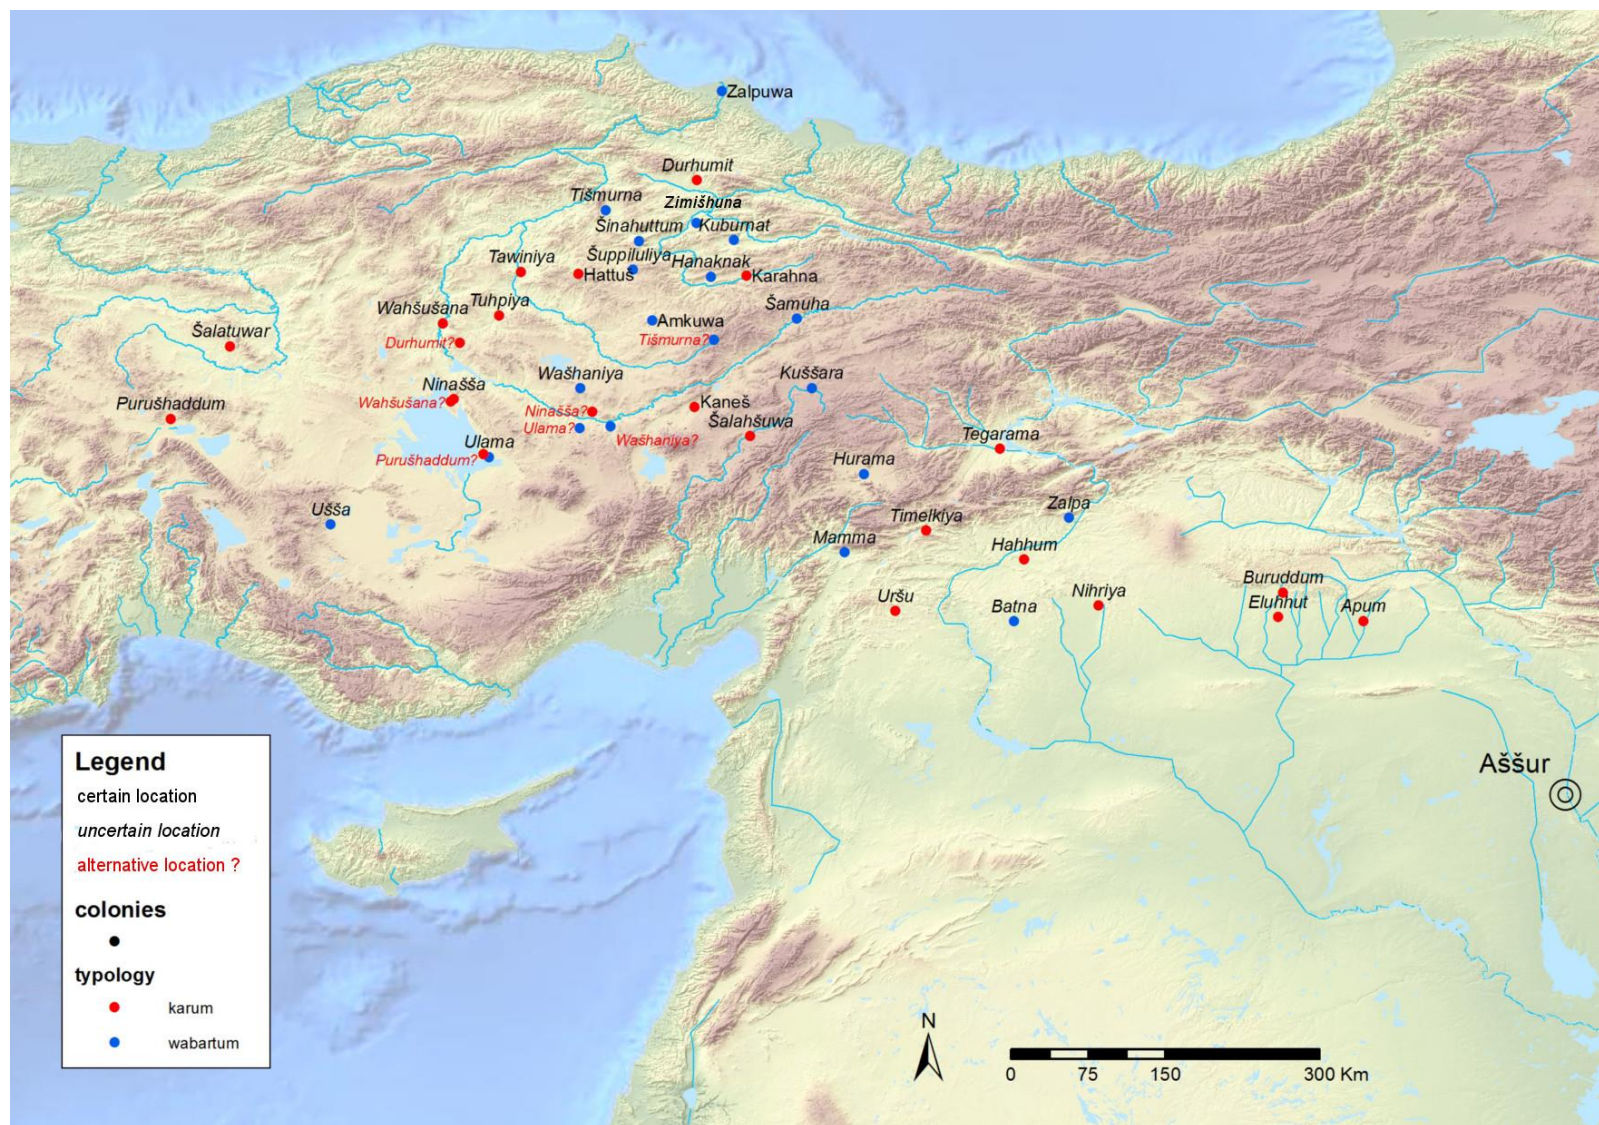 Zalpuwa
Durhumit
Tišmurna
Zimišhuna
Šinahuttum
Kuburnat
Tawiniya
Šuppiluliya
Hanaknak
Hattuš
Karahna
Wahšušana
Tuhpiya
Šamuha
Amkuwa
Šalatuwar
Durhumit?
Tišmurna?
Wašhaniya
Kuššara
Ninašša
Purušhaddum
Wahšušana?
Ninašša?
Kaneš
Šalahšuwa
Ulama?
Wašhaniya?
Ulama
Tegarama
Purušhaddum?
Hurama
Ušša
Zalpa
Timelkiya
Mamma
Hahhum
Buruddum
Nihriya
Uršu
Batna
Eluhhut
Apum
Aššur
Legend
certain location
uncertain location
alternative location ?
colonies
typology
karum
wabartum
N
0 75 150 300 Km